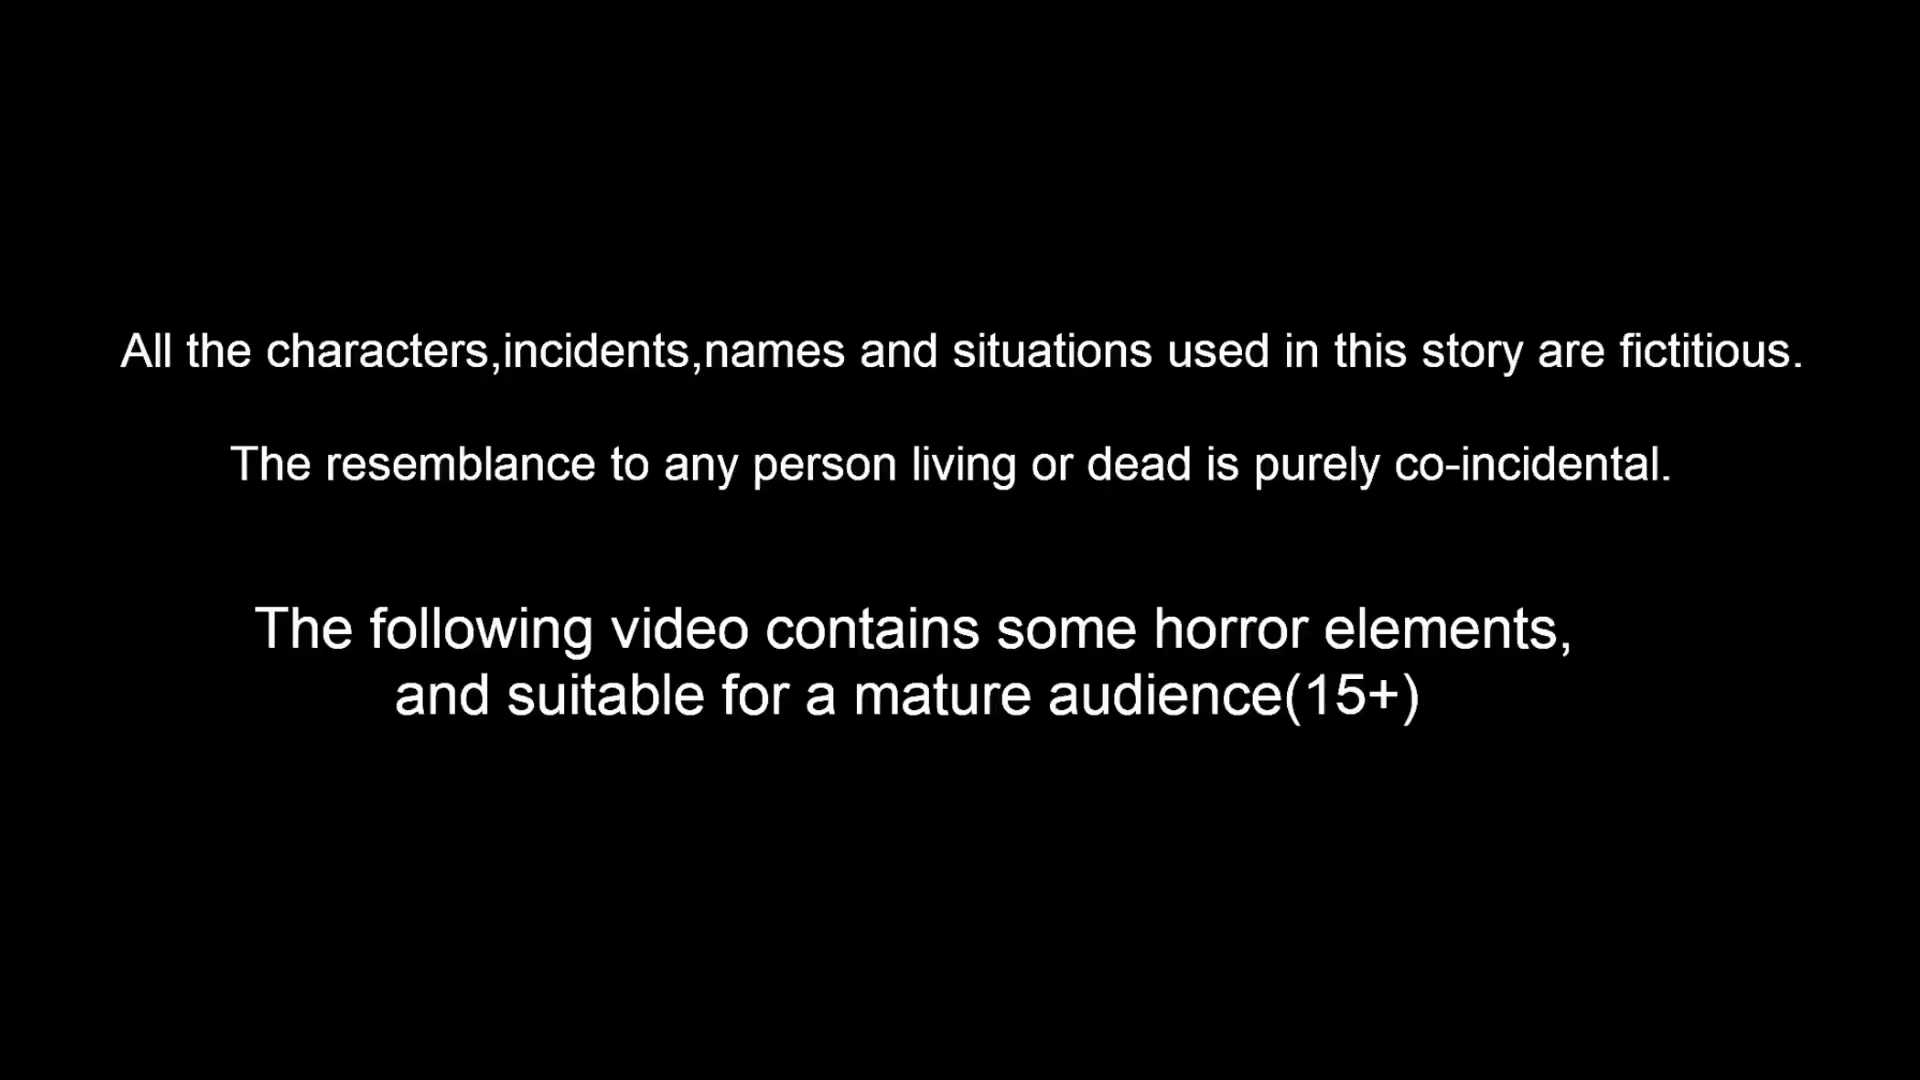 All the characters,incidents,names and situations used in this story are fictitious.
The resemblance to any person living or dead is purely co-incidental.
The following video contains some horror elements,
and suitable for a mature audience(15+)